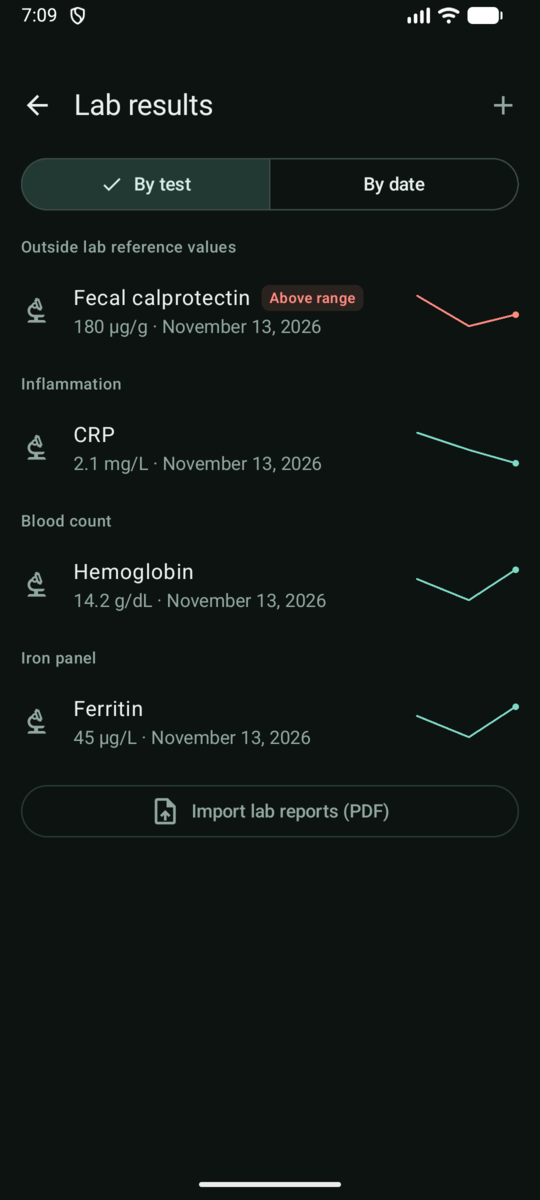 7:09
Lab results
By test
By date
Outside lab reference values
Fecal calprotectin Above range
180 µg/g · November 13, 2026
Inflammation
CRP
2.1 mg/L · November 13, 2026
Blood count
Hemoglobin
14.2 g/dL · November 13, 2026
Iron panel
Ferritin
45 µg/L · November 13, 2026
Import lab reports (PDF)